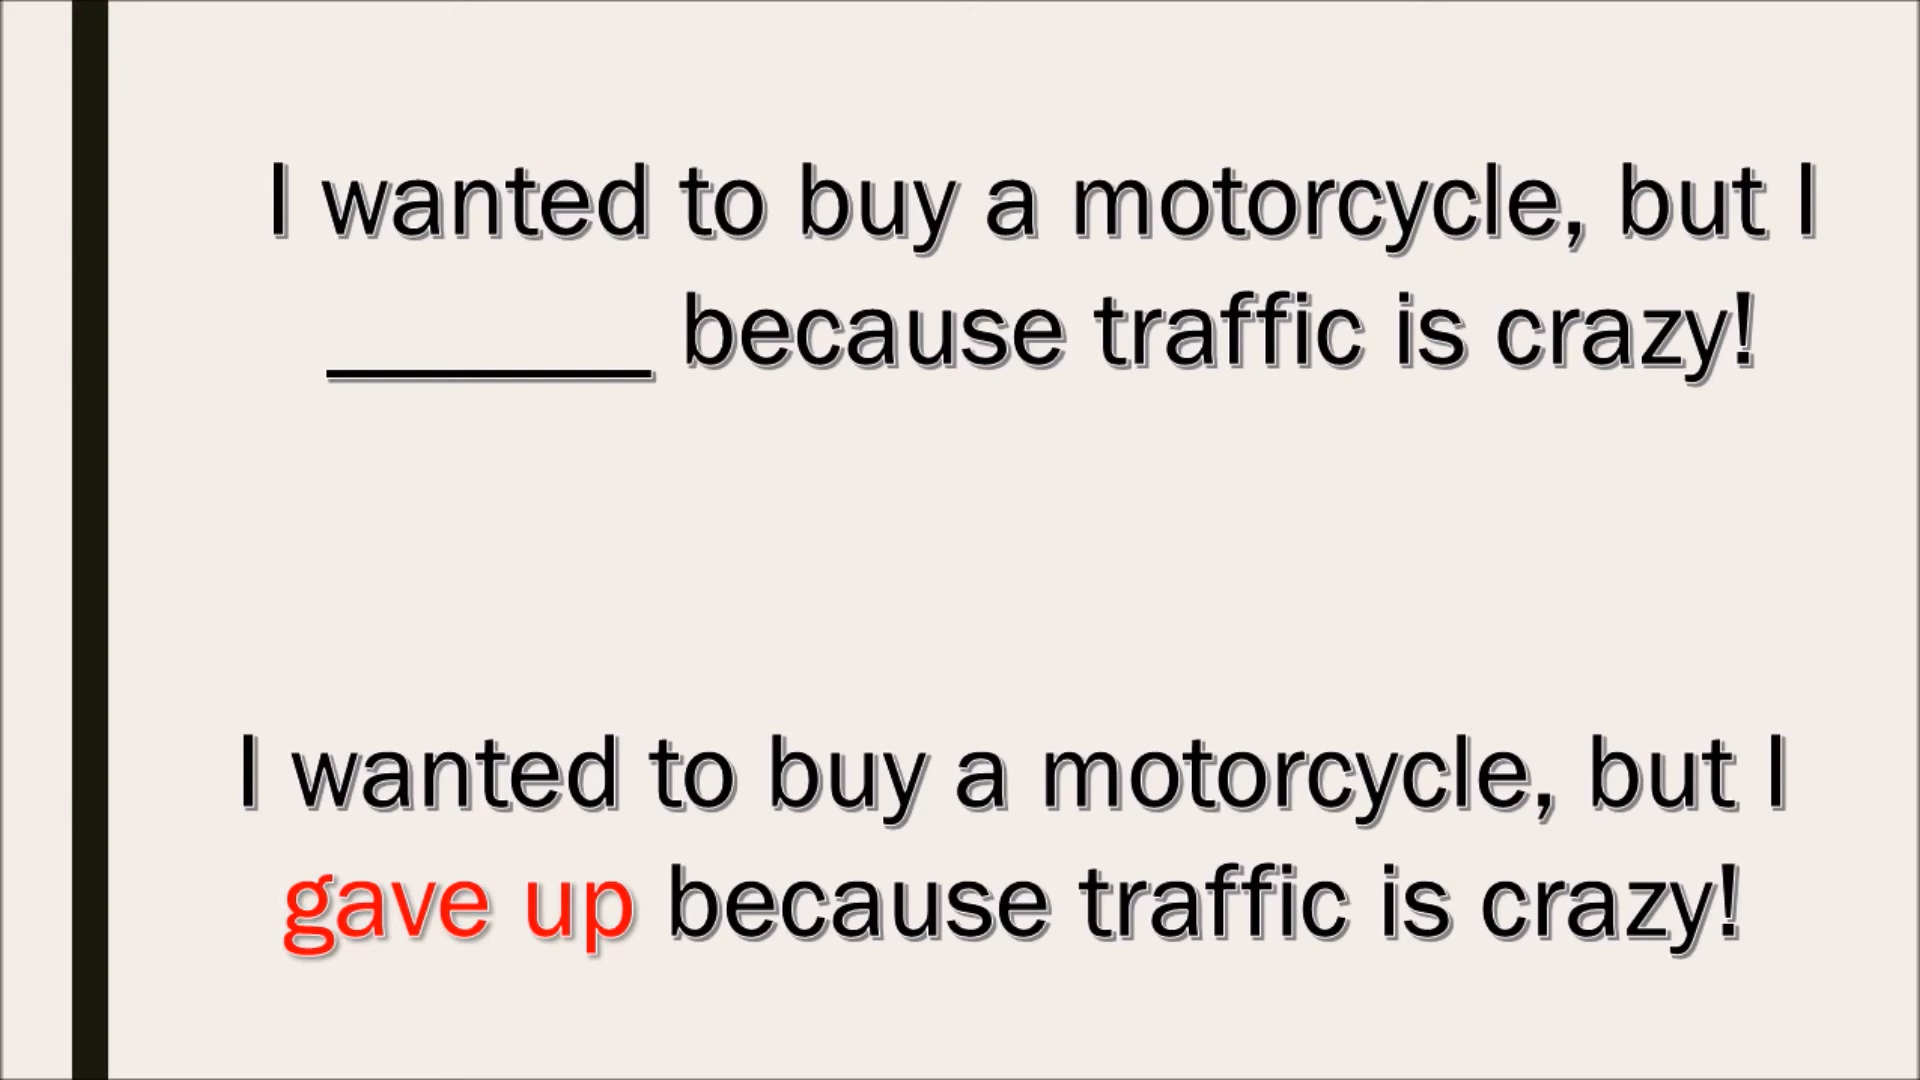 I wanted to buy a motorcycle, but I
_______ because traffic is crazy!
I wanted to buy a motorcycle, but I
gave up because traffic is crazy!